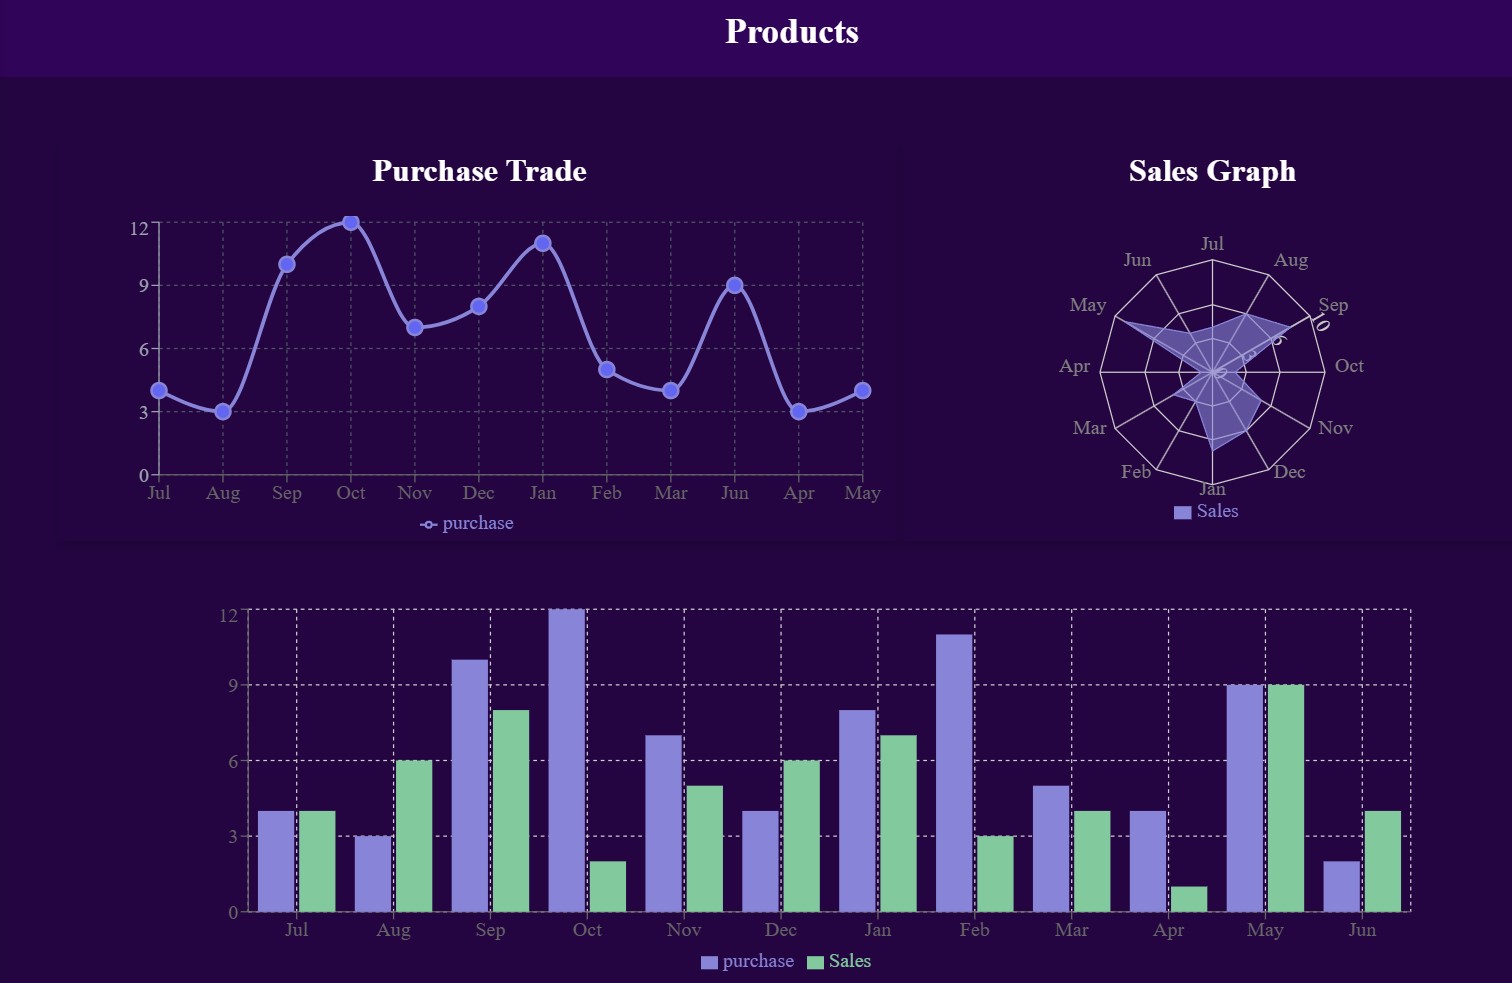 Products
Purchase Trade
12
9
6
3
0
Jul Aug Sep Oct Nov Dec Jan Feb Mar Jun Apr May
purchase
Sales Graph
Jul
Jun Aug
May Sep
10
6
3
0
Apr Oct
Mar Nov
Feb Dec
Jan
Sales
12
9
6
3
0
Jul Aug Sep Oct Nov Dec Jan Feb Mar Apr May Jun
purchase Sales